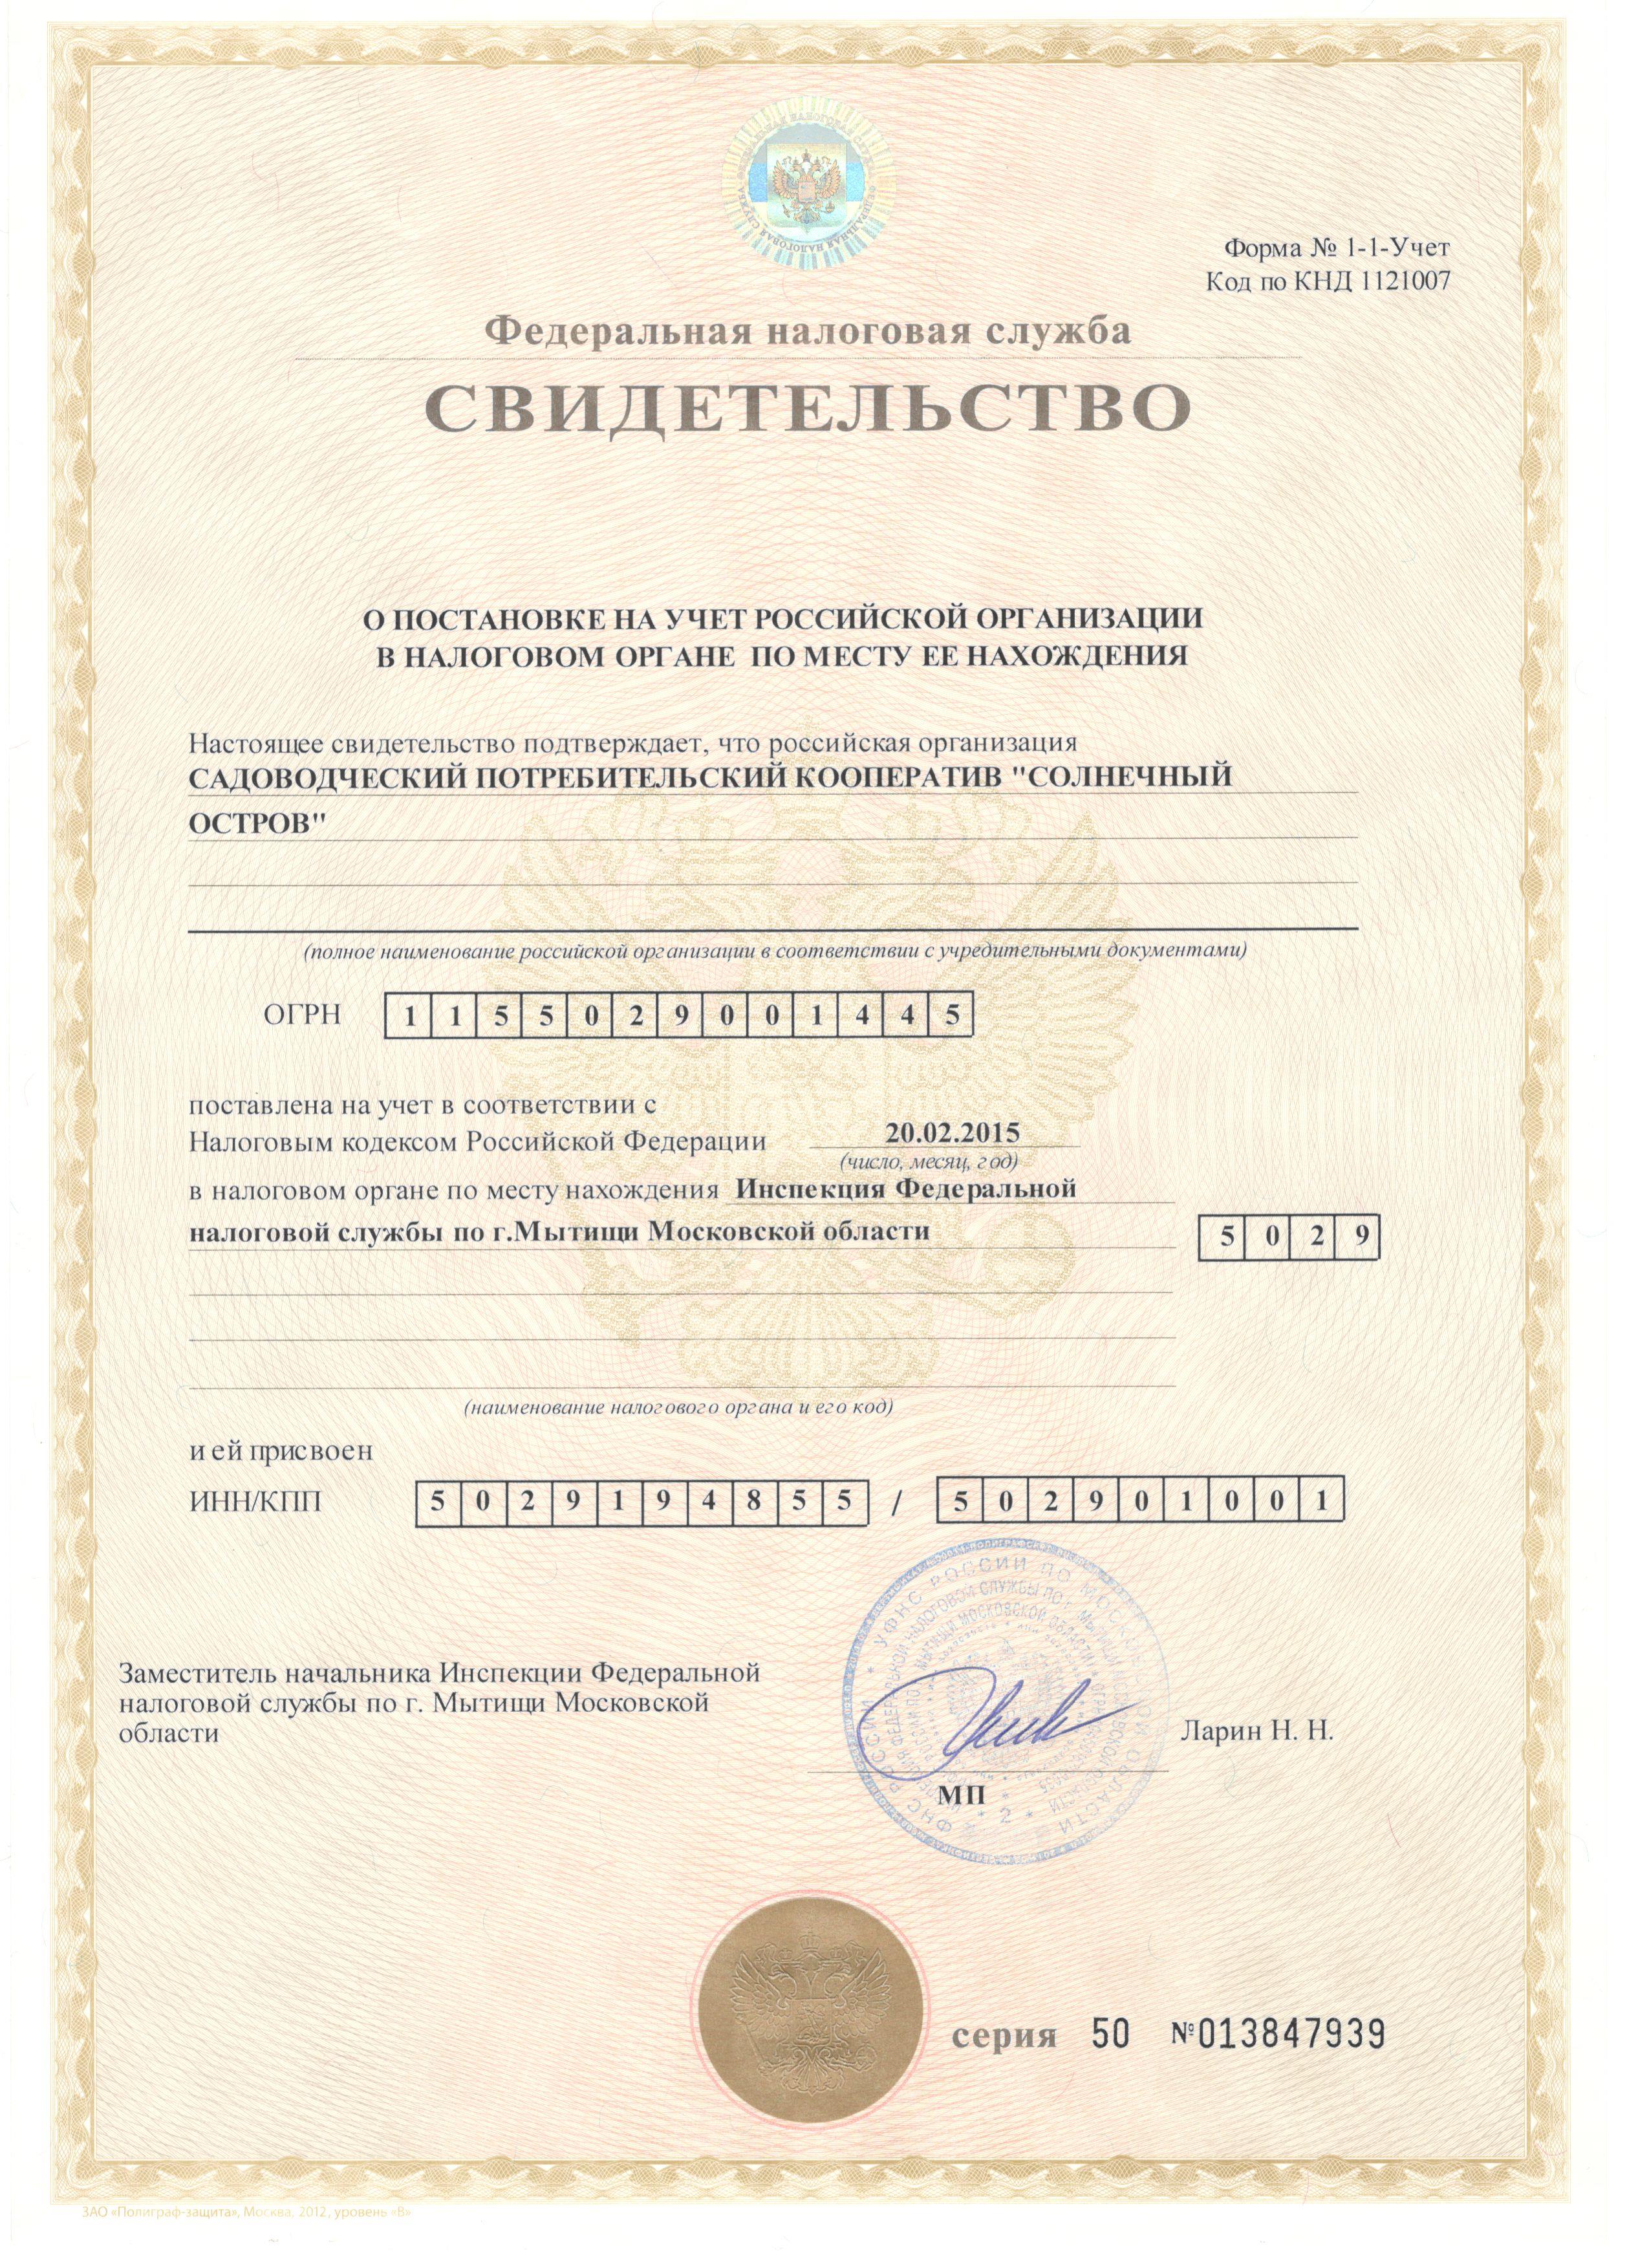 Форма № 1-1-Учет
Код по КНД 1121007
Федеральная налоговая служба
СВИДЕТЕЛЬСТВО
О ПОСТАНОВКЕ НА УЧЕТ РОССИЙСКОЙ ОРГАНИЗАЦИИ
В НАЛОГОВОМ ОРГАНЕ ПО МЕСТУ ЕЕ НАХОЖДЕНИЯ
Настоящее свидетельство подтверждает, что российская организация
САДОВОДЧЕСКИЙ ПОТРЕБИТЕЛЬСКИЙ КООПЕРАТИВ "СОЛНЕЧНЫЙ
ОСТРОВ"
(полное наименование российской организации в соответствии с учредительными документами)
ОГРН 1 1 5 5 0 2 9 0 0 1 4 4 5
поставлена на учет в соответствии с
Налоговым кодексом Российской Федерации 20.02.2015
(число, месяц, год)
в налоговом органе по месту нахождения Инспекция Федеральной
налоговой службы по г.Мытищи Московской области 5 0 2 9
(наименование налогового органа и его код)
и ей присвоен
ИНН/КПП 5 0 2 9 1 9 4 8 5 5 / 5 0 2 9 0 1 0 0 1
Заместитель начальника Инспекции Федеральной
налоговой службы по г. Мытищи Московской
области
Ларин Н. Н.
МП
серия 50 №013847939
ЗАО «Полиграф-защита», Москва, 2012, уровень «В»